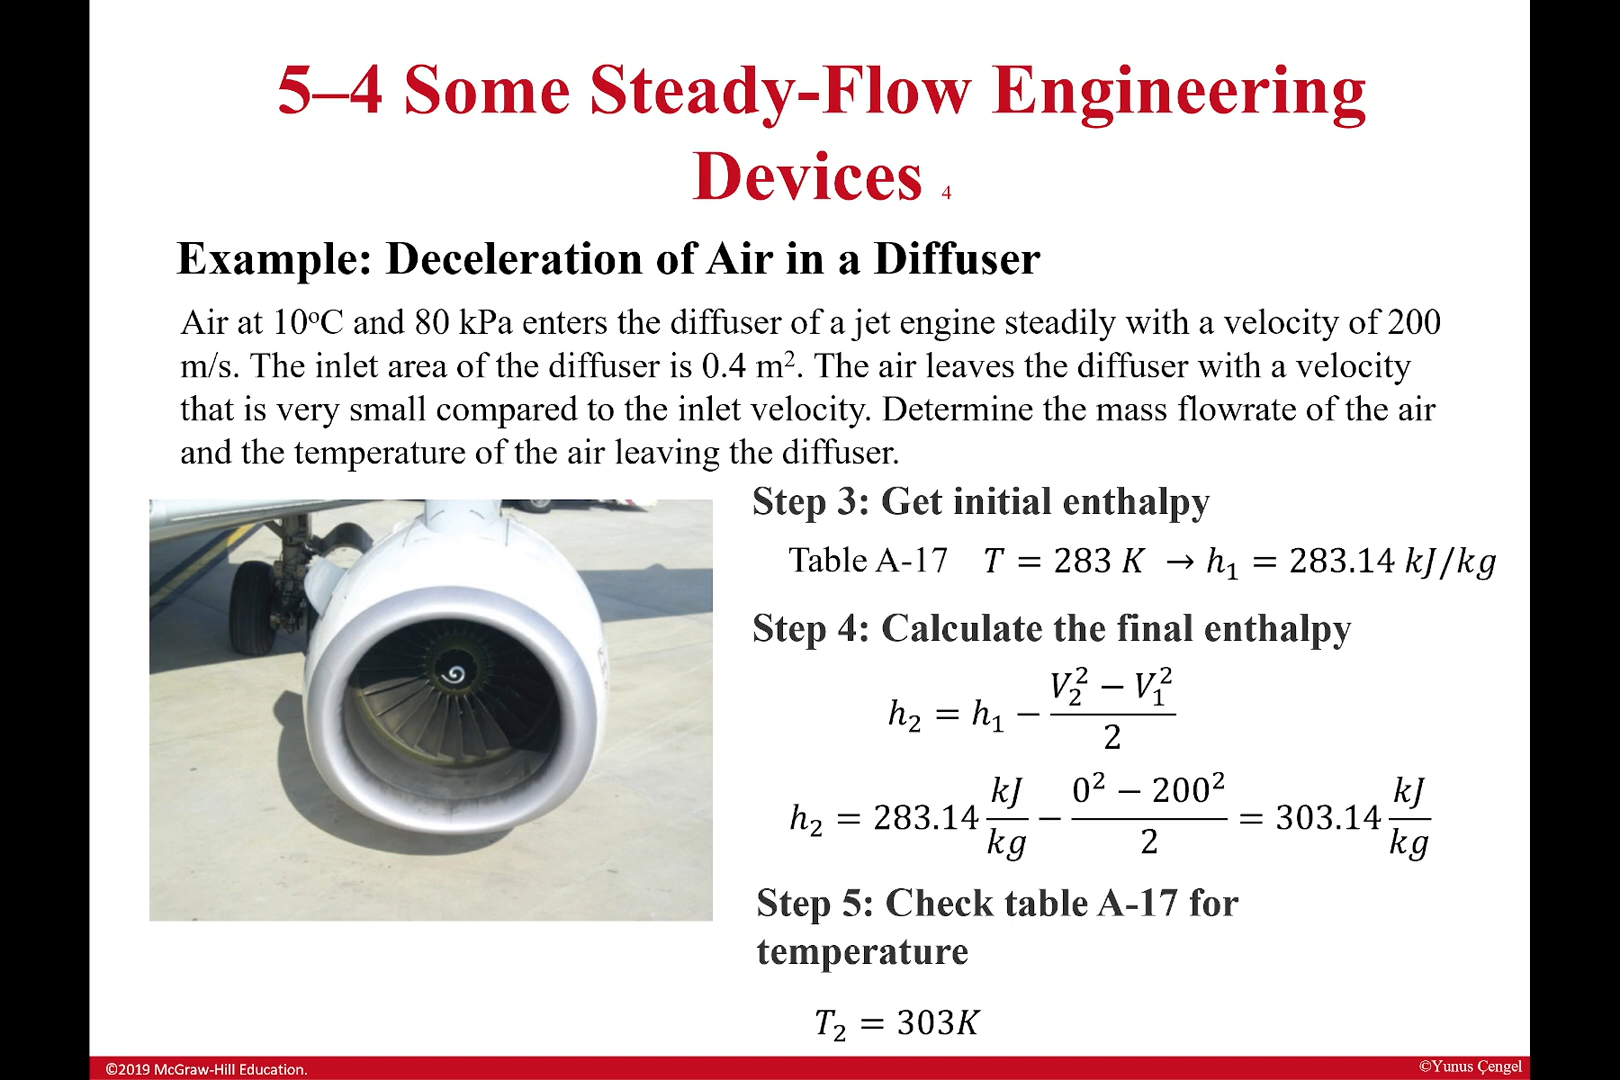 5–4 Some Steady-Flow Engineering
Devices 4
Example: Deceleration of Air in a Diffuser
Air at 10ºC and 80 kPa enters the diffuser of a jet engine steadily with a velocity of 200
m/s. The inlet area of the diffuser is 0.4 m². The air leaves the diffuser with a velocity
that is very small compared to the inlet velocity. Determine the mass flowrate of the air
and the temperature of the air leaving the diffuser.
Step 3: Get initial enthalpy
Table A-17 T = 283 K → h₁ = 283.14 kJ/kg
Step 4: Calculate the final enthalpy
h₂ = h₁ − (V₂² − V₁²)/2
h₂ = 283.14 kJ/kg − (0² − 200²)/2 = 303.14 kJ/kg
Step 5: Check table A-17 for
temperature
T₂ = 303K
©2019 McGraw-Hill Education.
©Yunus Çengel